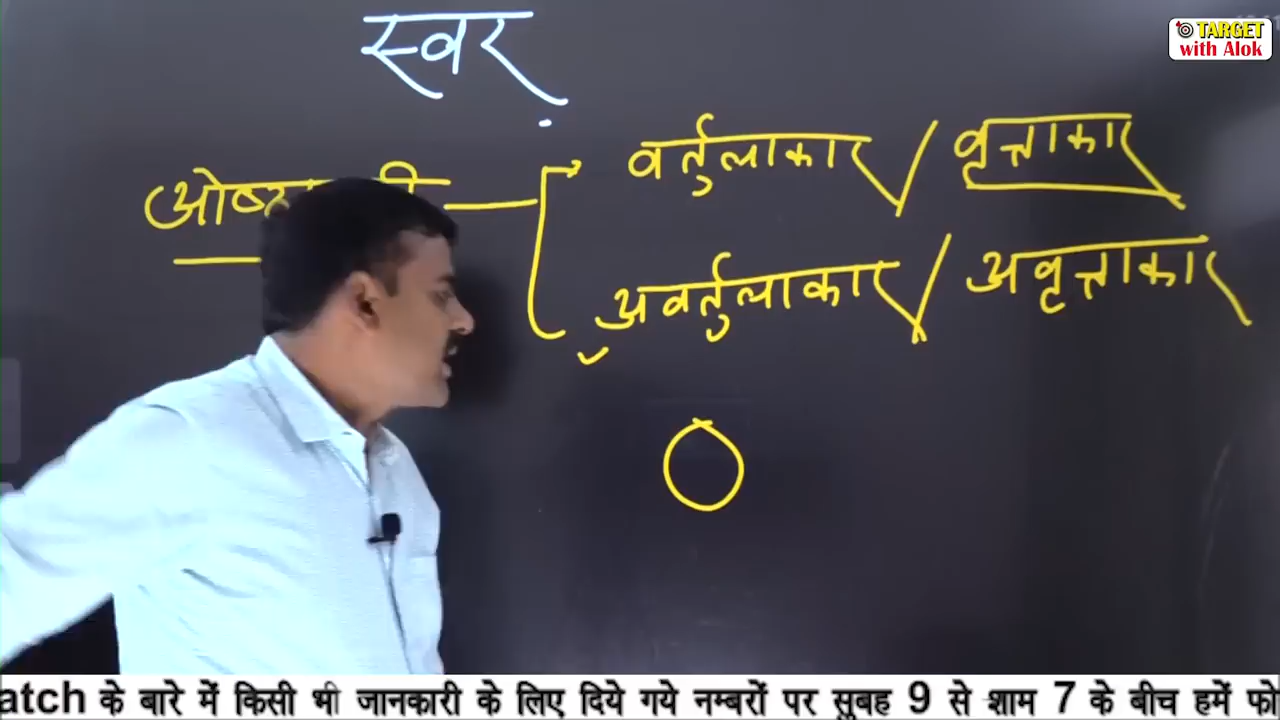 स्वर
TARGET
with Alok
वर्तुलाकार / वृत्ताकार
अवर्तुलाकार / अवृत्ताकार
atch के बारे में किसी भी जानकारी के लिए दिये गये नम्बरों पर सुबह 9 से शाम 7 के बीच हमें फो